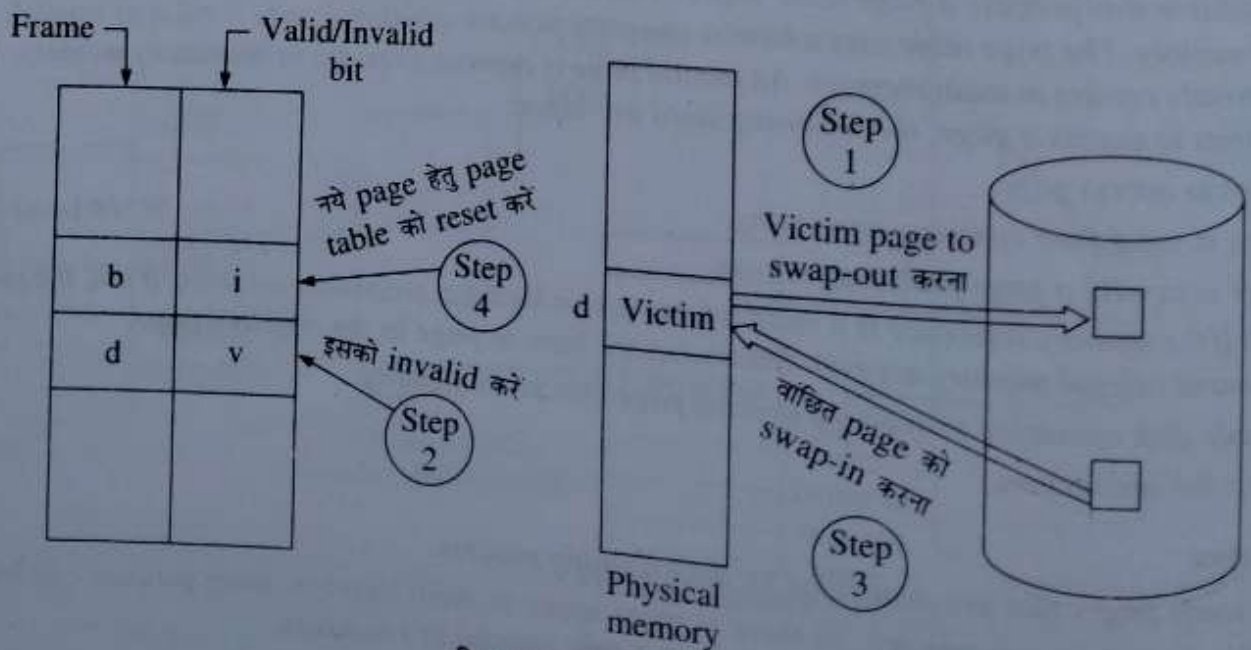 Frame
Valid/Invalid
bit
b
i
d
v
नये page हेतु page
table को reset करें
Step
4
इसको invalid करें
Step
2
d
Victim
Physical
memory
Step
1
Victim page to
swap-out करना
वांछित page को
swap-in करना
Step
3